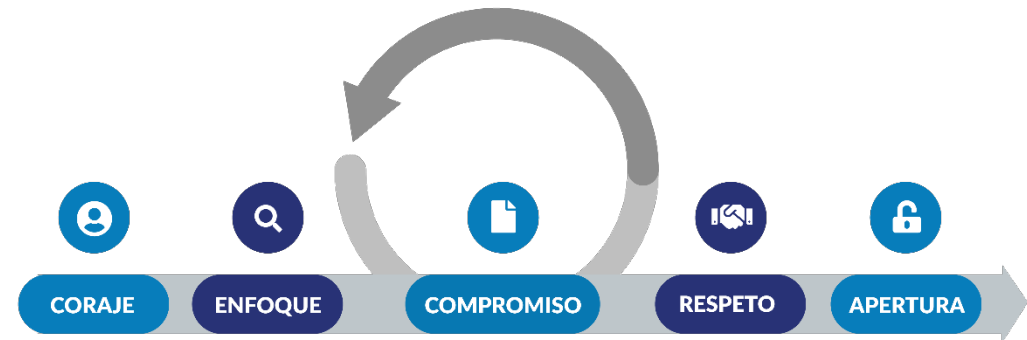 CORAJE
ENFOQUE
COMPROMISO
RESPETO
APERTURA